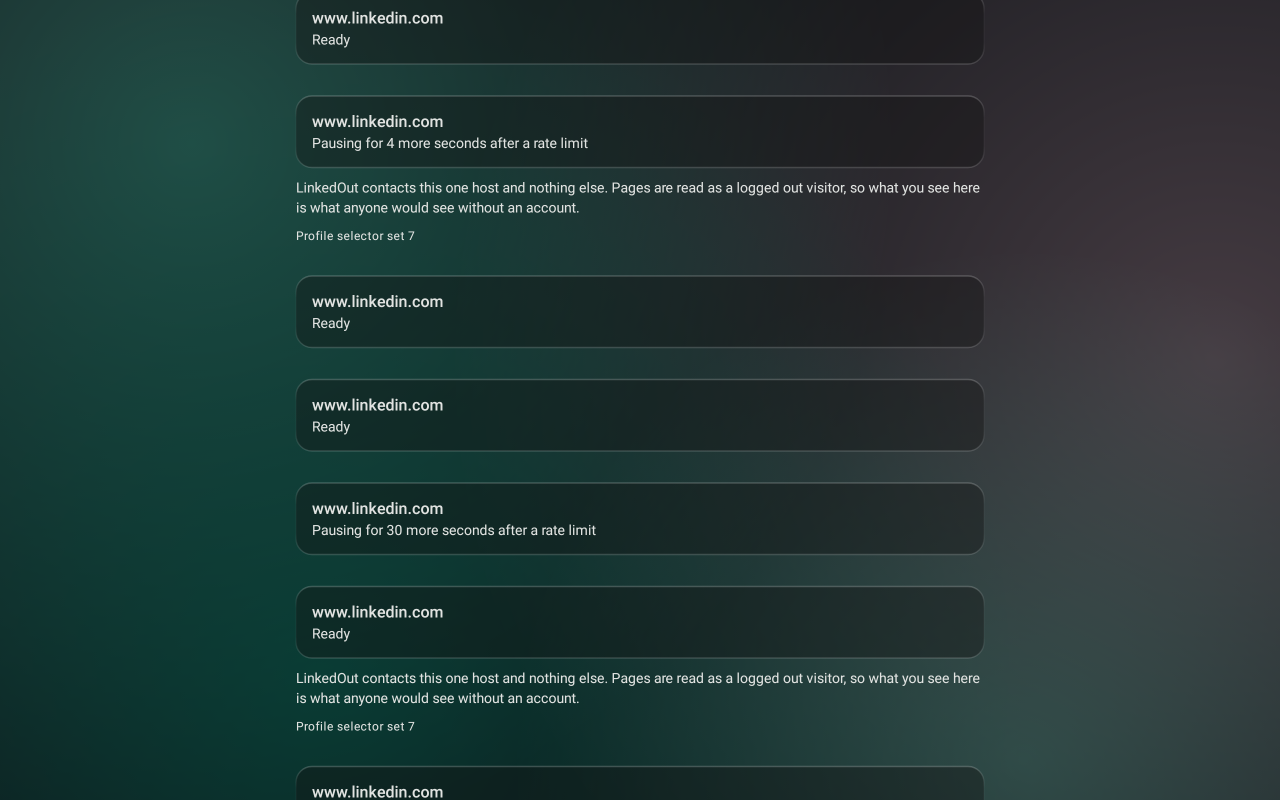 www.linkedin.com
Ready
www.linkedin.com
Pausing for 4 more seconds after a rate limit
LinkedOut contacts this one host and nothing else. Pages are read as a logged out visitor, so what you see here
is what anyone would see without an account.
Profile selector set 7
www.linkedin.com
Ready
www.linkedin.com
Ready
www.linkedin.com
Pausing for 30 more seconds after a rate limit
www.linkedin.com
Ready
LinkedOut contacts this one host and nothing else. Pages are read as a logged out visitor, so what you see here
is what anyone would see without an account.
Profile selector set 7
www.linkedin.com